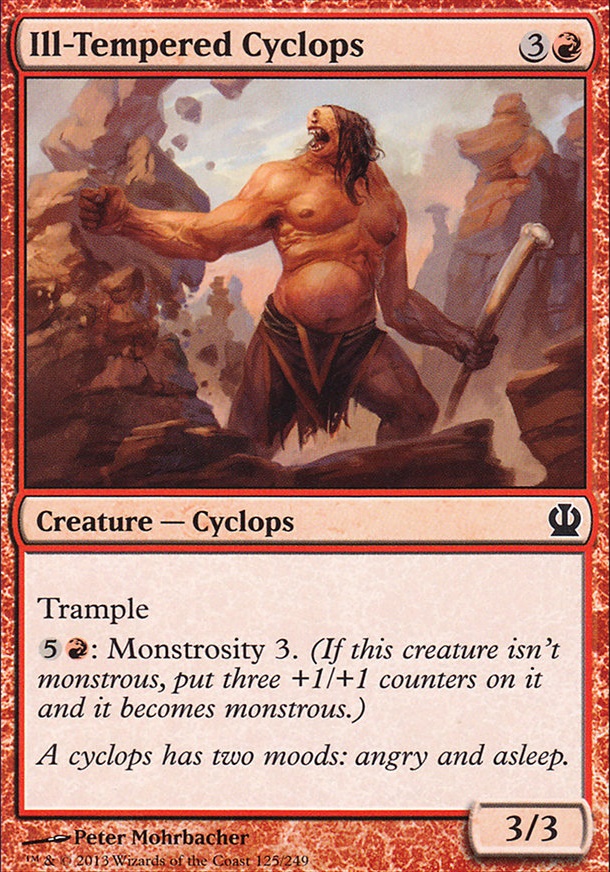 Ill-Tempered Cyclops 3
Creature — Cyclops
Trample
5: Monstrosity 3. (If this creature isn't
monstrous, put three +1/+1 counters on it
and it becomes monstrous.)
A cyclops has two moods: angry and asleep.
3/3
Peter Mohrbacher
™ & © 2013 Wizards of the Coast 125/249